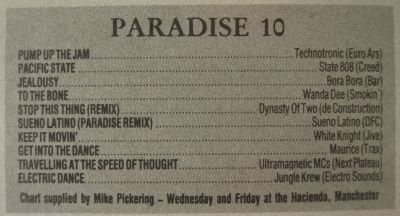 PARADISE 10
PUMP UP THE JAM Technotronic (Euro Ars)
PACIFIC STATE State 808 (Creed)
JEALOUSY Bora Bora (Bar)
TO THE BONE Wanda Dee (Smokin')
STOP THIS THING (REMIX) Dynasty Of Two (de Construction)
SUENO LATINO (PARADISE REMIX) Sueno Latino (DFC)
KEEP IT MOVIN' White Knight (Jive)
GET INTO THE DANCE Maurice (Trax)
TRAVELLING AT THE SPEED OF THOUGHT Ultramagnetic MCs (Next Plateau)
ELECTRIC DANCE Jungle Krew (Electro Sounds)
Chart supplied by Mike Pickering – Wednesday and Friday at the Hacienda, Manchester